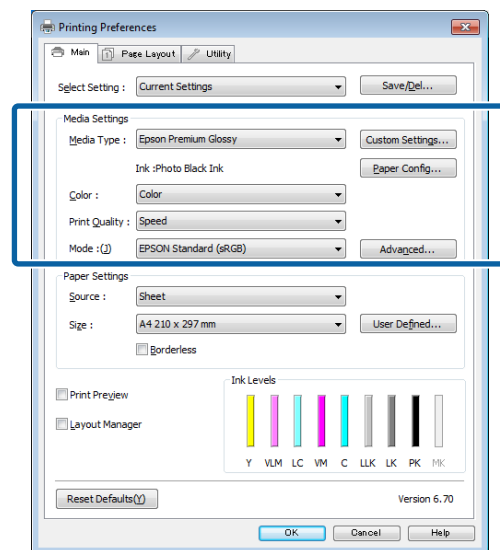 Printing Preferences
Main Page Layout Utility
Select Setting : Current Settings Save/Del...
Media Settings
Media Type : Epson Premium Glossy Custom Settings...
Ink :Photo Black Ink Paper Config...
Color : Color
Print Quality : Speed
Mode :(J) EPSON Standard (sRGB) Advanced...
Paper Settings
Source : Sheet
Size : A4 210 x 297 mm User Defined...
Borderless
Ink Levels
Print Preview
Layout Manager
Y VLM LC VM C LLK LK PK MK
Reset Defaults(Y) Version 6.70
OK Cancel Help